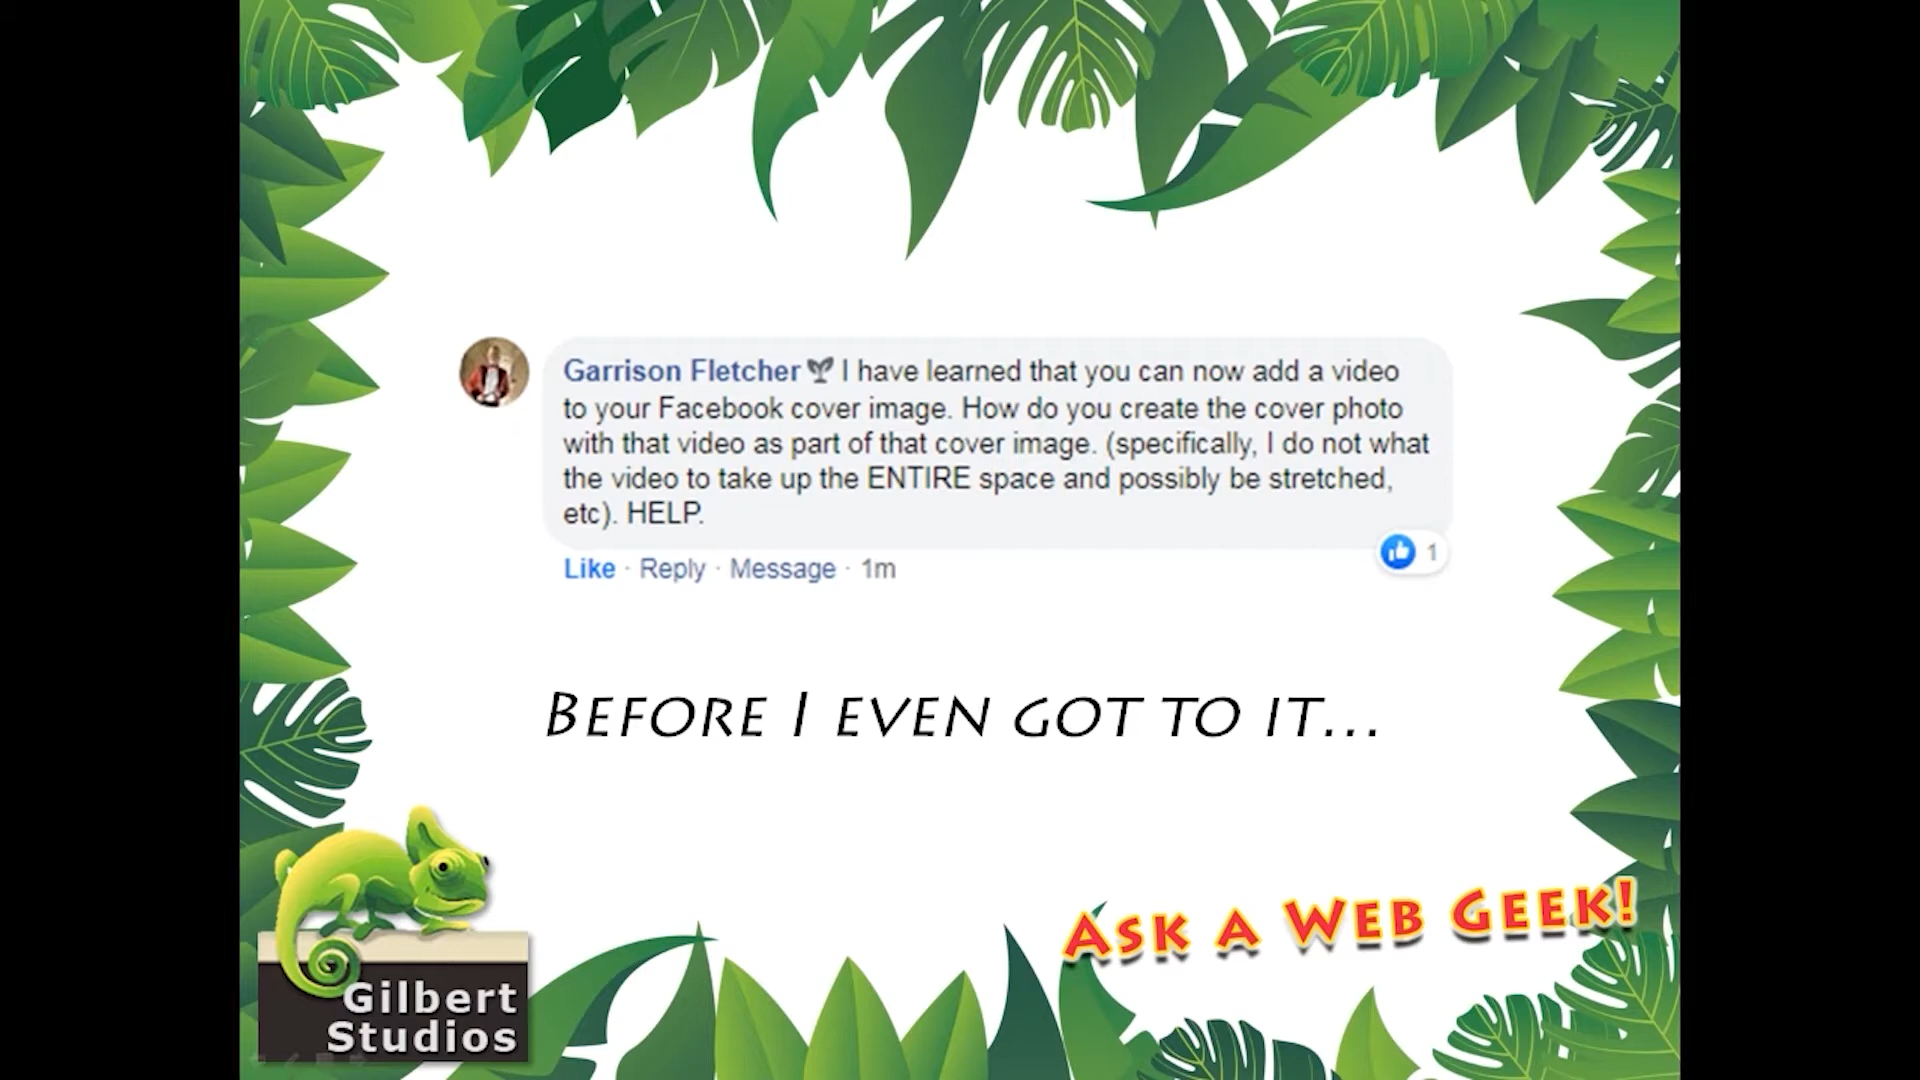 Garrison Fletcher I have learned that you can now add a video
to your Facebook cover image. How do you create the cover photo
with that video as part of that cover image. (specifically, I do not what
the video to take up the ENTIRE space and possibly be stretched,
etc). HELP.
Like · Reply · Message · 1m
1
BEFORE I EVEN GOT TO IT...
ASK A WEB GEEK!
Gilbert
Studios